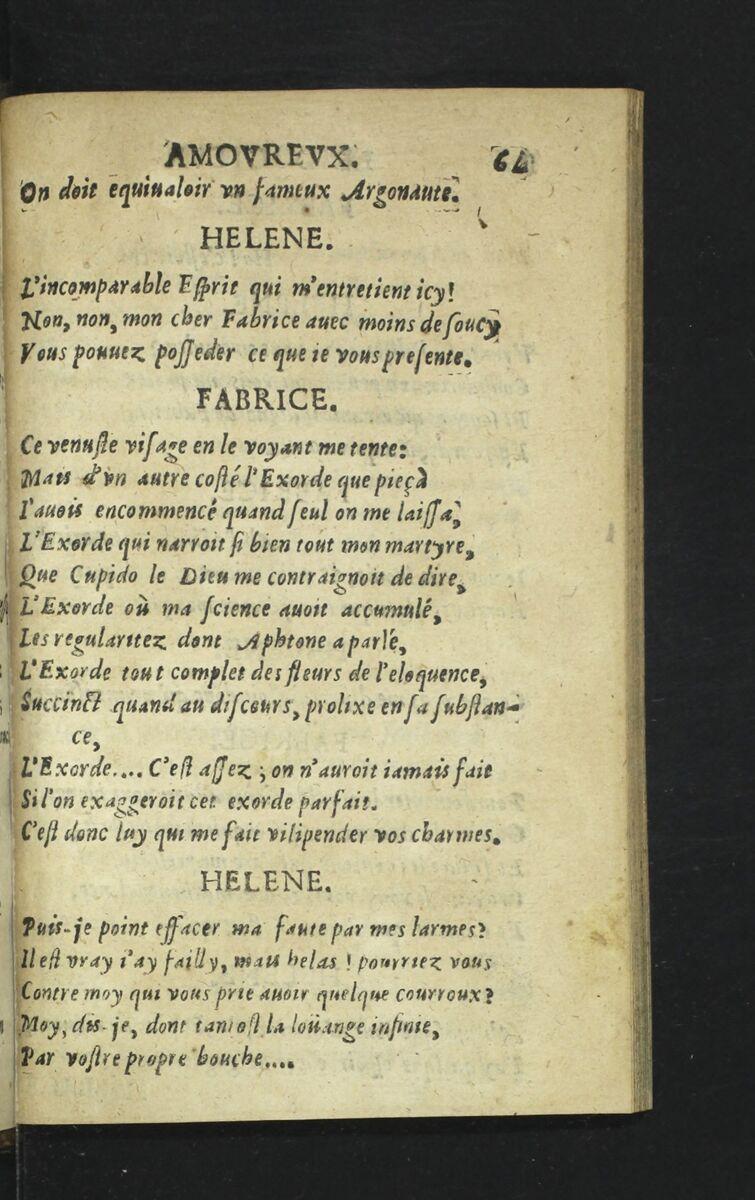 AMOVREVX. 61
On doit equiualoir vn fameux Argonaute.
HELENE.
L'incomparable Esprit qui m'entretient icy!
Non, non, mon cher Fabrice auec moins de soucy
Vous pouuez posseder ce que ie vous presente.
FABRICE.
Ce venuste visage en le voyant me tente:
Mais d'vn autre costé l'Exorde que pieçà
I'auois encommencé quand seul on me laissa,
L'Exorde qui narroit si bien tout mon martyre,
Que Cupido le Dieu me contraignoit de dire,
L'Exorde où ma science auoit accumulé,
Les regularitez dont Aphtone a parlé,
L'Exorde tout complet des fleurs de l'eloquence,
Succinct quand au discours, prolixe en sa substan-
ce,
L'Exorde.... C'est assez; on n'auroit iamais fait
Si l'on exaggeroit cet exorde parfait.
C'est donc luy qui me fait vilipender vos charmes.
HELENE.
Puis-je point effacer ma faute par mes larmes?
Il est vray i'ay failly, mais helas! pourriez vous
Contre moy qui vous prie auoir quelque courroux?
Moy, dis-je, dont tantost la loüange infinie,
Par vostre propre bouche....